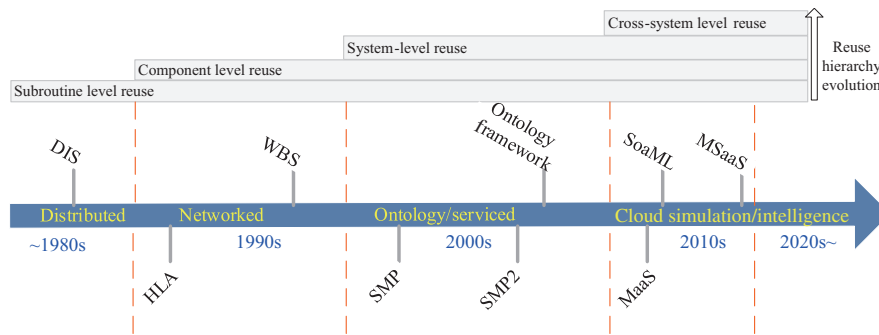 Cross-system level reuse
System-level reuse
Component level reuse
Subroutine level reuse
Reuse
hierarchy
evolution
DIS
WBS
Ontology
framework
SoaML
MSaaS
Distributed
Networked
Ontology/serviced
Cloud simulation/intelligence
~1980s
1990s
2000s
2010s
2020s~
HLA
SMP
SMP2
MaaS